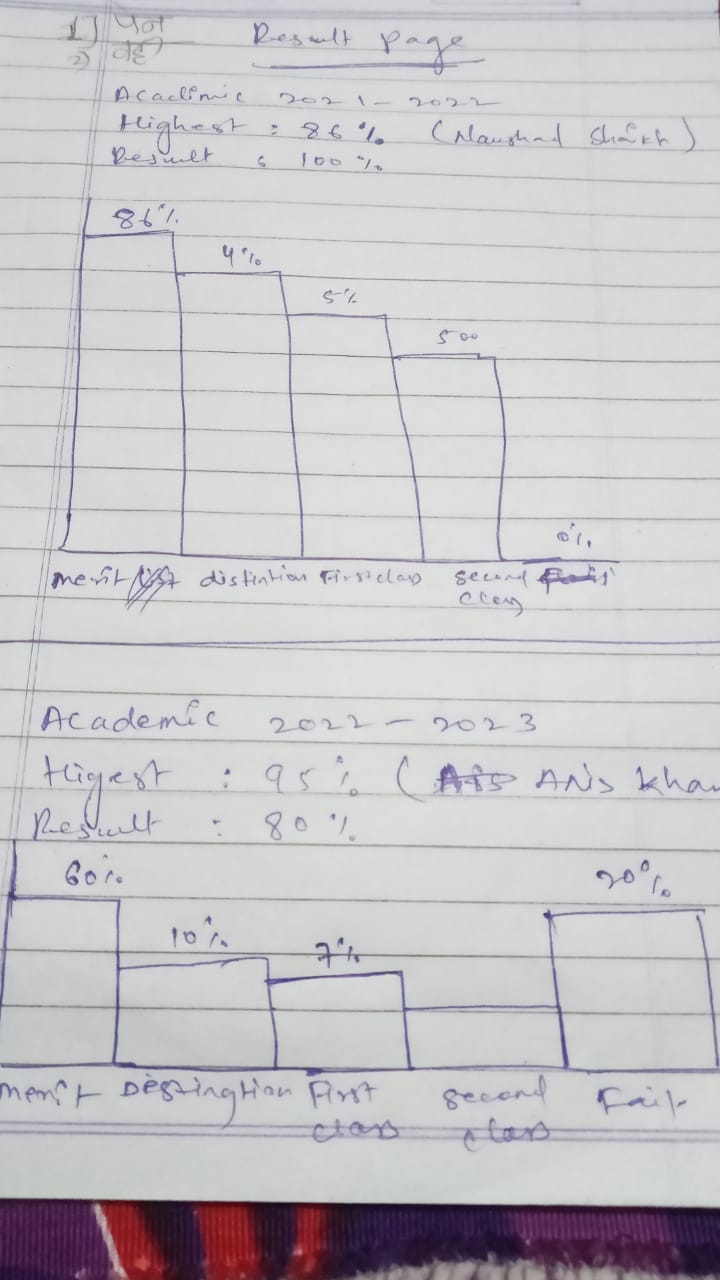 1) पेज
2) वही
Result page
Academic 2021-2022
Highest : 86% (Naushad Shaikh)
Result : 100%
86%
4%
5%
500
0%
merit distintion First class second Fail
class
Academic 2022-2023
Higest : 95% (ANis khan
Result : 80%
60%
20%
10%
7%
merit Destingtion First second Fail
class class